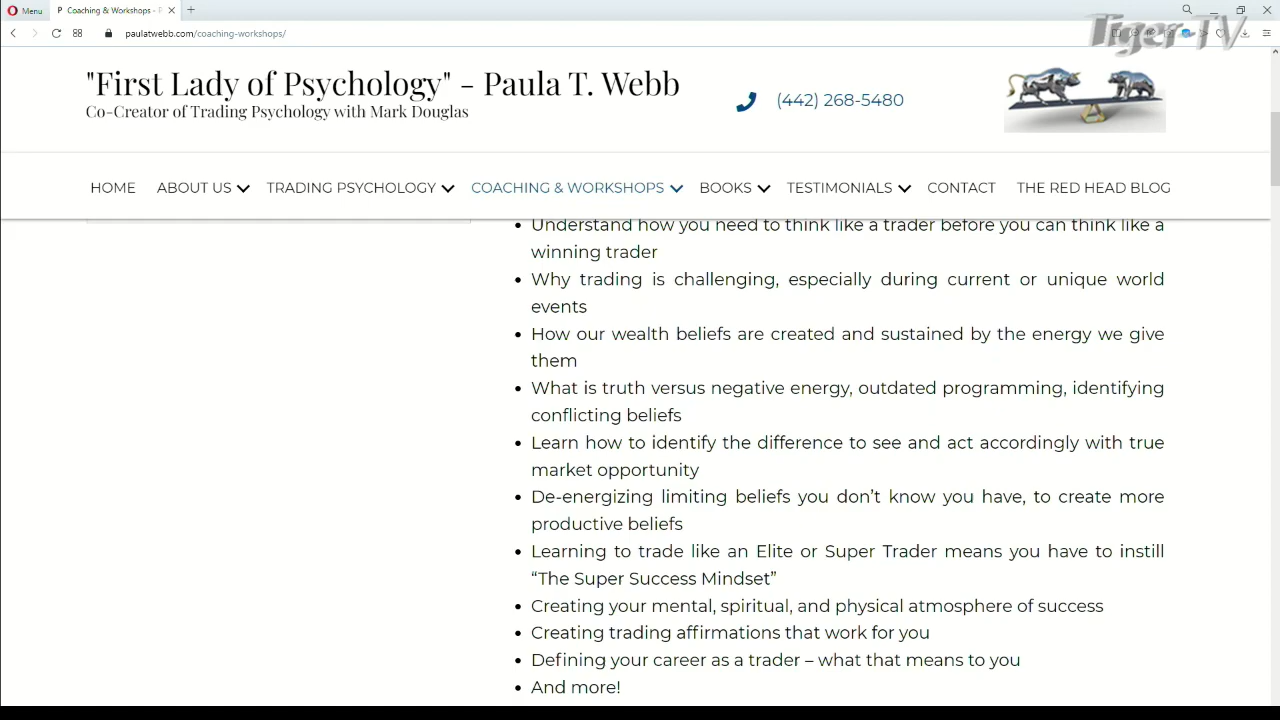 Menu
P Coaching & Workshops - P
paulatwebb.com/coaching-workshops/
Tiger-TV
"First Lady of Psychology" - Paula T. Webb
Co-Creator of Trading Psychology with Mark Douglas
(442) 268-5480
HOME ABOUT US TRADING PSYCHOLOGY COACHING & WORKSHOPS BOOKS TESTIMONIALS CONTACT THE RED HEAD BLOG
• Understand how you need to think like a trader before you can think like a
winning trader
• Why trading is challenging, especially during current or unique world
events
• How our wealth beliefs are created and sustained by the energy we give
them
• What is truth versus negative energy, outdated programming, identifying
conflicting beliefs
• Learn how to identify the difference to see and act accordingly with true
market opportunity
• De-energizing limiting beliefs you don’t know you have, to create more
productive beliefs
• Learning to trade like an Elite or Super Trader means you have to instill
“The Super Success Mindset”
• Creating your mental, spiritual, and physical atmosphere of success
• Creating trading affirmations that work for you
• Defining your career as a trader – what that means to you
• And more!